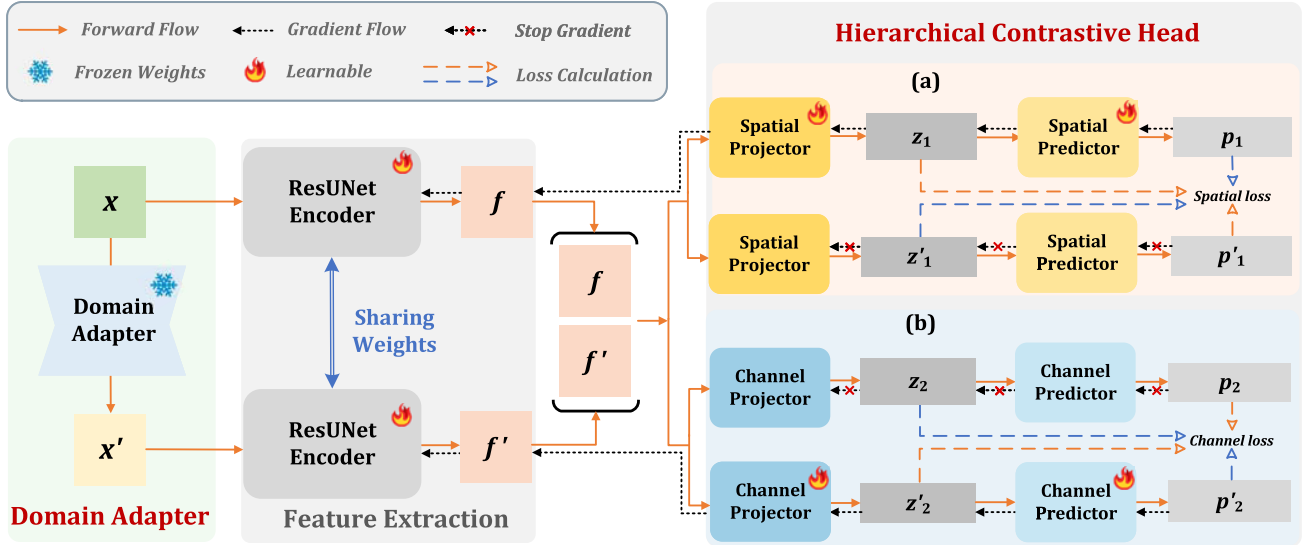 Forward Flow
Gradient Flow
Stop Gradient
Frozen Weights
Learnable
Loss Calculation
x
Domain
Adapter
x'
Domain Adapter
ResUNet
Encoder
f
Sharing
Weights
f
f'
ResUNet
Encoder
f'
Feature Extraction
Hierarchical Contrastive Head
(a)
Spatial
Projector
z1
Spatial
Predictor
p1
Spatial loss
Spatial
Projector
z'1
Spatial
Predictor
p'1
(b)
Channel
Projector
z2
Channel
Predictor
p2
Channel loss
Channel
Projector
z'2
Channel
Predictor
p'2